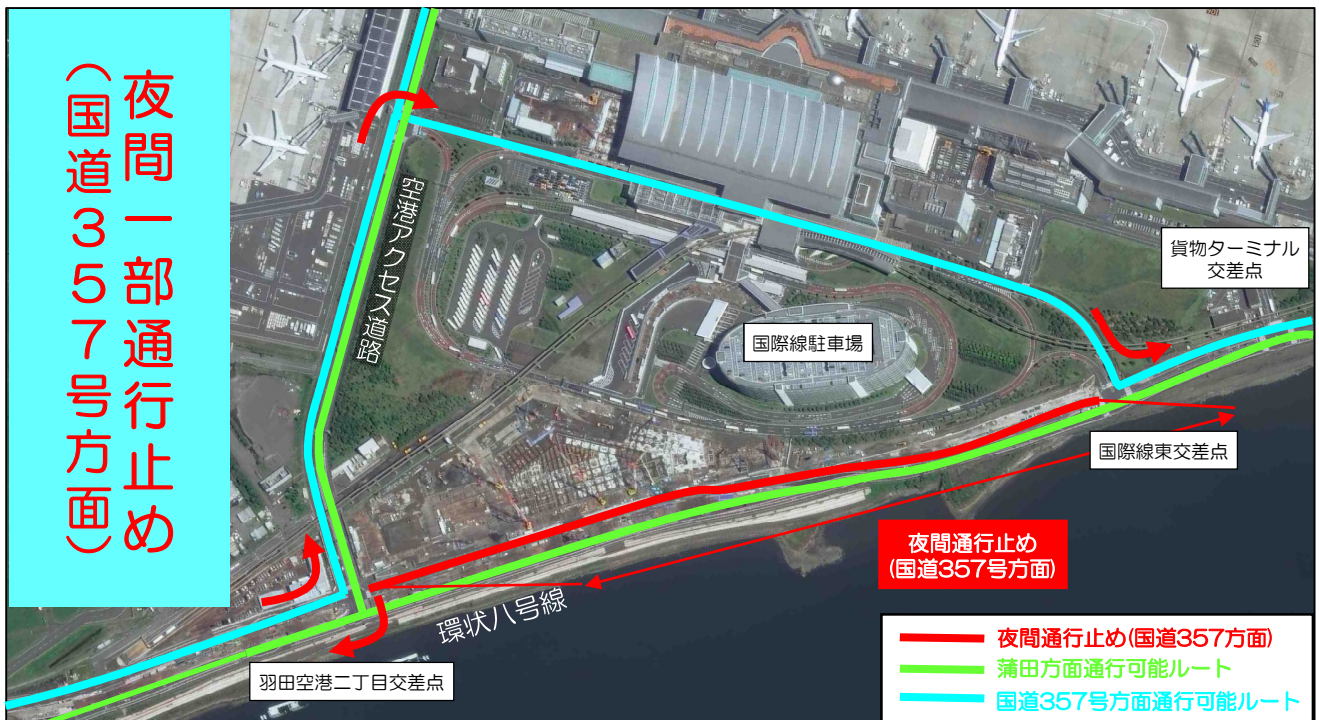 夜間一部通行止め
（国道３５７号方面）
空港アクセス道路
貨物ターミナル
交差点
国際線駐車場
国際線東交差点
夜間通行止め
(国道357号方面)
環状八号線
羽田空港二丁目交差点
夜間通行止め(国道357方面)
蒲田方面通行可能ルート
国道357号方面通行可能ルート